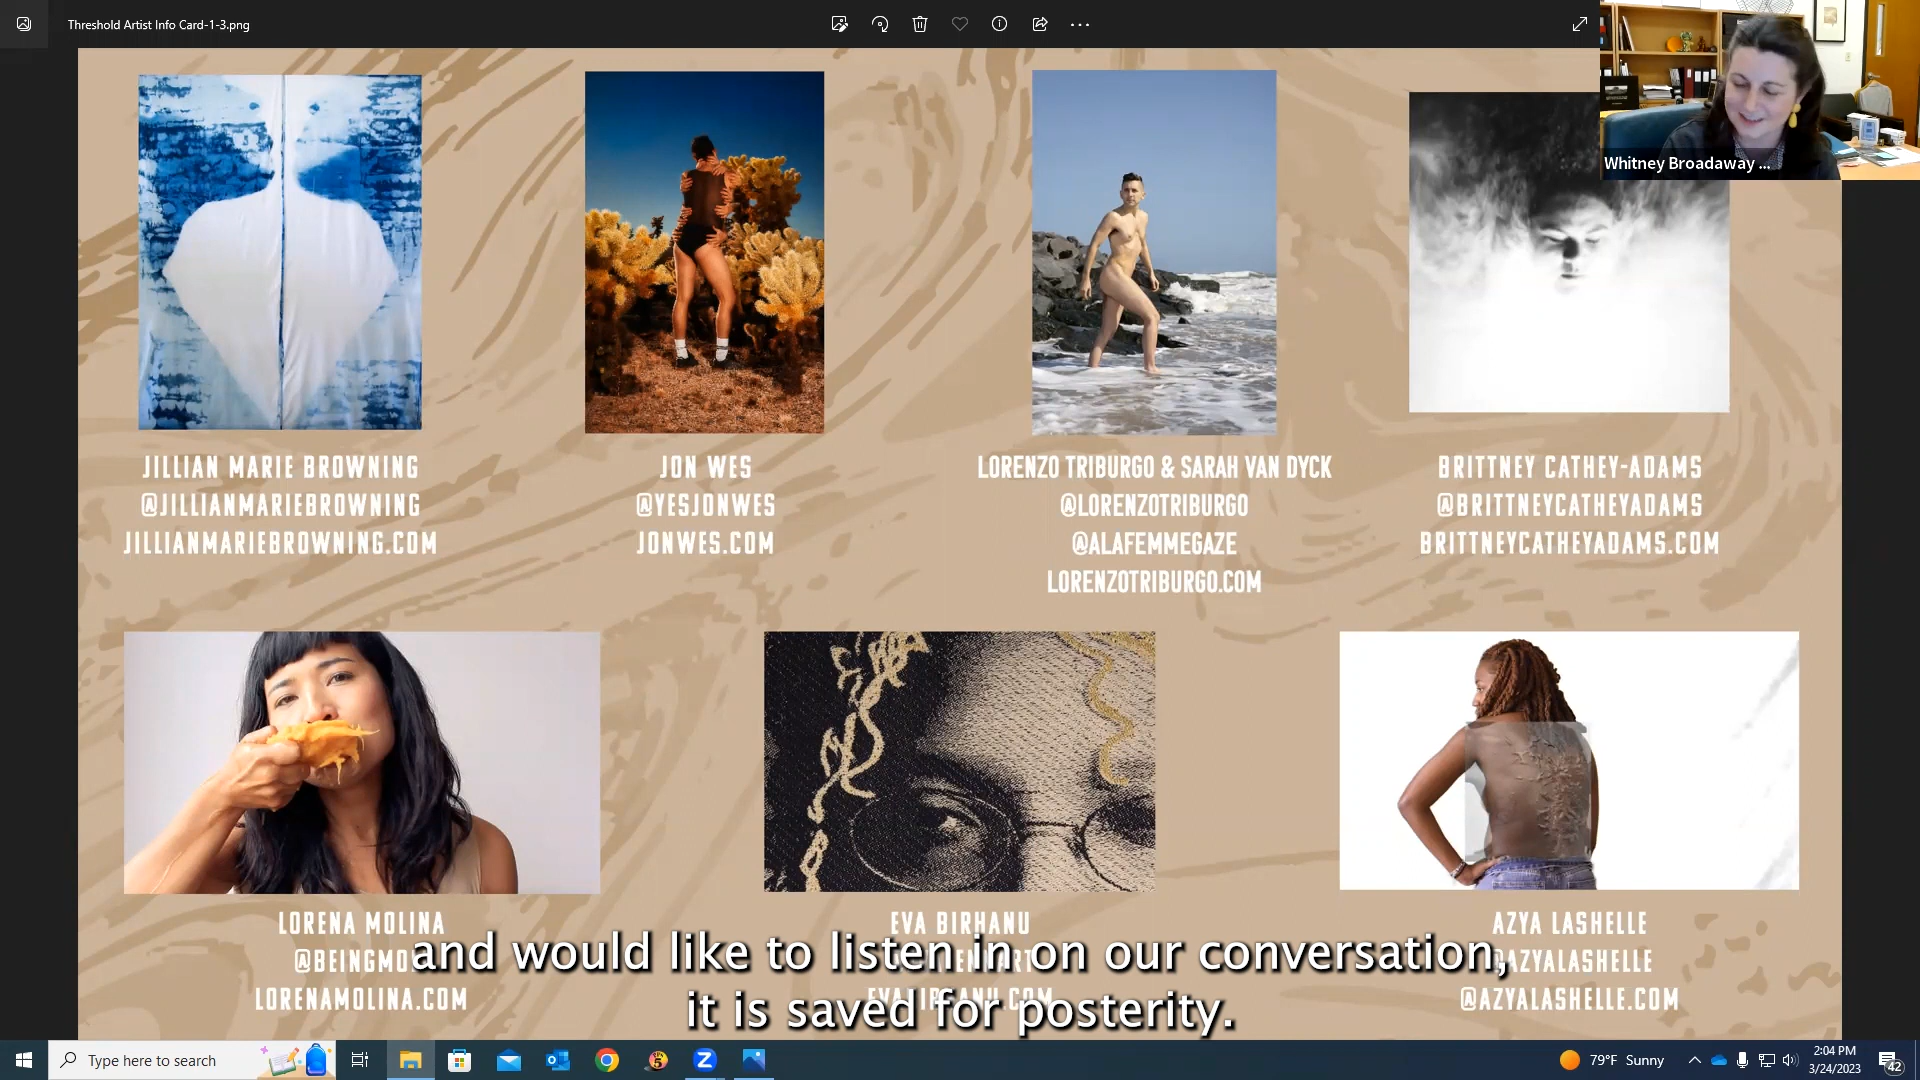 Threshold Artist Info Card-1-3.png
Whitney Broadaway ...
JILLIAN MARIE BROWNING
@JILLIANMARIEBROWNING
JILLIANMARIEBROWNING.COM
JON WES
@YESJONWES
JONWES.COM
LORENZO TRIBURGO & SARAH VAN DYCK
@LORENZOTRIBURGO
@ALAFEMMEGAZE
LORENZOTRIBURGO.COM
BRITTNEY CATHEY-ADAMS
@BRITTNEYCATHEYADAMS
BRITTNEYCATHEYADAMS.COM
LORENA MOLINA
LORENAMOLINA.COM
EVA BIRHANU
AZYA LASHELLE
@AZYALASHELLE
@AZYALASHELLE.COM
and would like to listen in on our conversation,
it is saved for posterity.
Type here to search
79°F Sunny
2:04 PM
3/24/2023
42